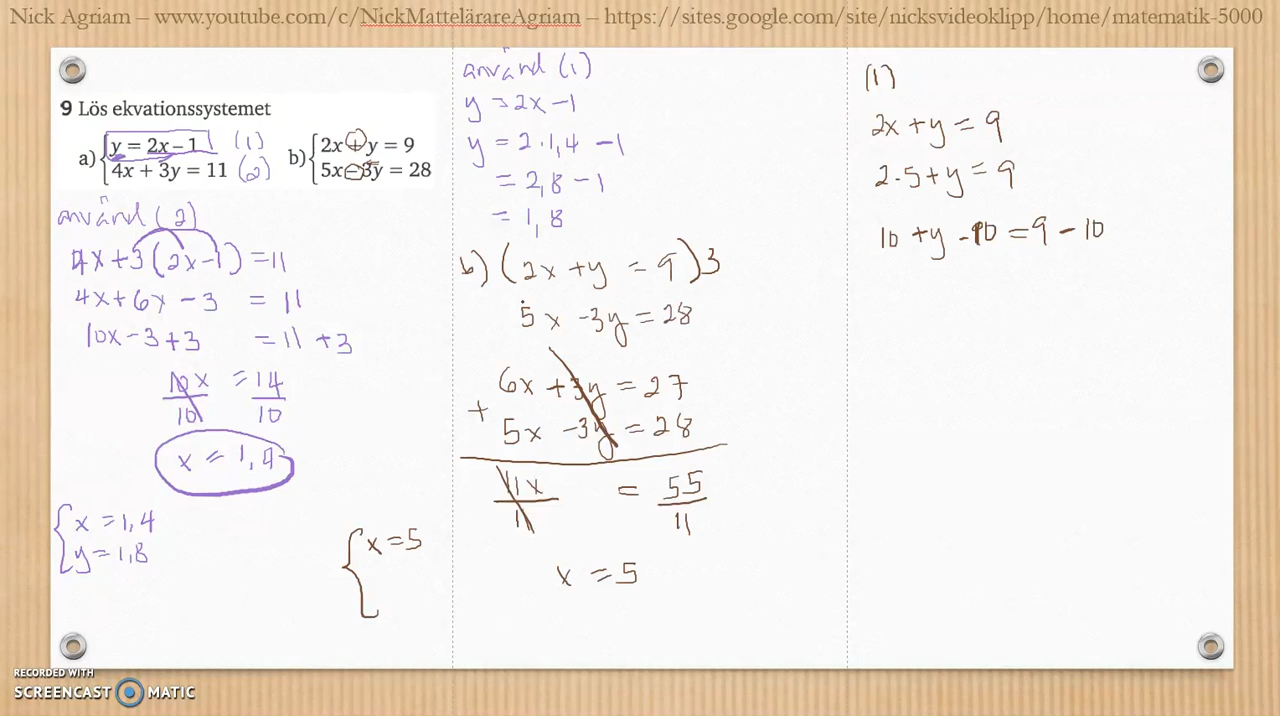 Nick Agriam – www.youtube.com/c/NickMattelärareAgriam – https://sites.google.com/site/nicksvideoklipp/home/matematik-5000
9 Lös ekvationssystemet
a) y = 2x – 1 (1)
4x + 3y = 11 (2)
b) 2x + y = 9
5x – 3y = 28
använd (2)
4x + 3(2x - 1) = 11
4x + 6x - 3 = 11
10x - 3 + 3 = 11 + 3
10x = 14
10 10
x = 1,4
{ x = 1,4
y = 1,8
{ x = 5
använd (1)
y = 2x - 1
y = 2·1,4 - 1
= 2,8 - 1
= 1,8
b) (2x + y = 9)3
5x - 3y = 28
6x + 3y = 27
+ 5x - 3y = 28
11x = 55
11 11
x = 5
(1)
2x + y = 9
2·5 + y = 9
10 + y - 10 = 9 - 10
RECORDED WITH
SCREENCAST MATIC